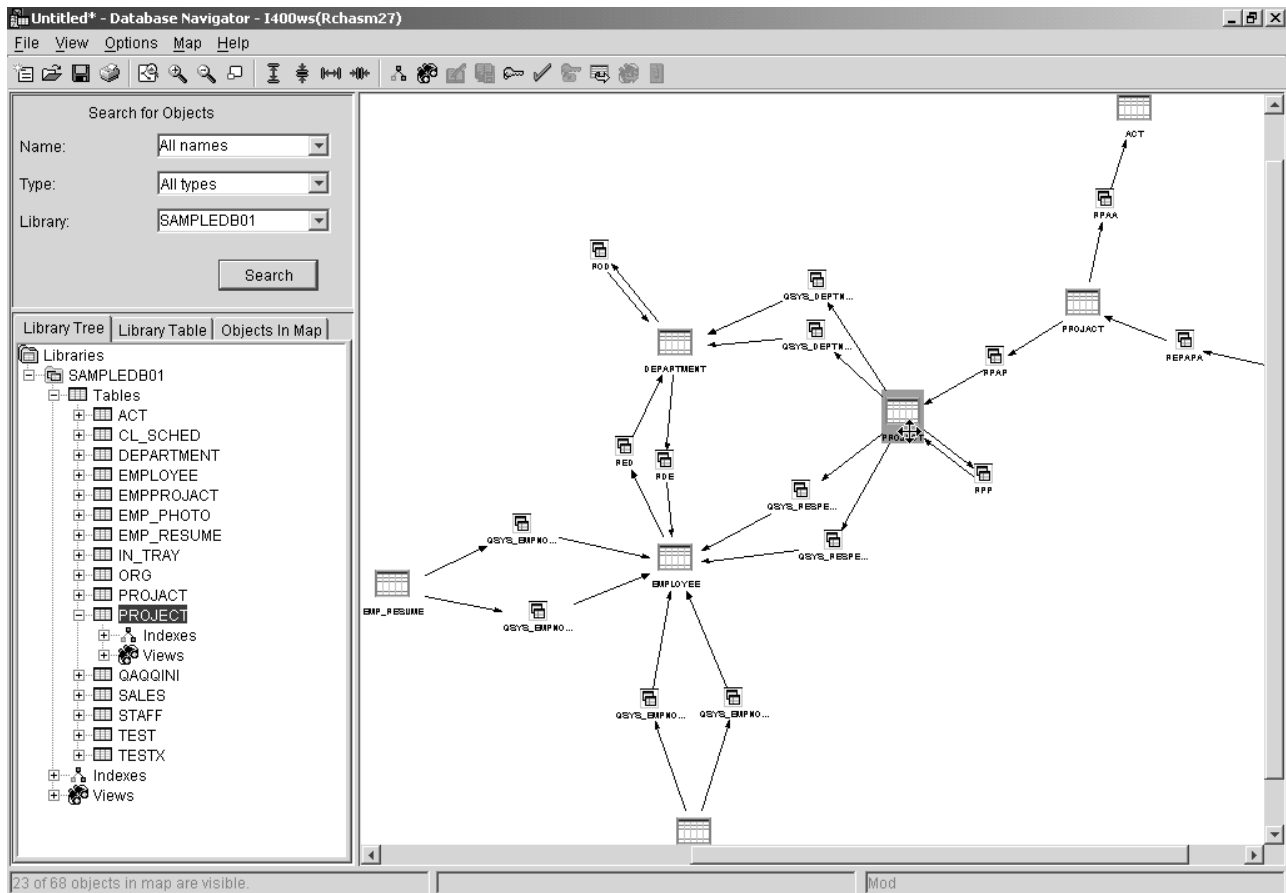 Untitled* - Database Navigator - I400ws(Rchasm27)
File View Options Map Help
Search for Objects
Name: All names
Type: All types
Library: SAMPLEDB01
Search
Library Tree Library Table Objects In Map
Libraries
SAMPLEDB01
Tables
ACT
CL_SCHED
DEPARTMENT
EMPLOYEE
EMPPROJACT
EMP_PHOTO
EMP_RESUME
IN_TRAY
ORG
PROJACT
PROJECT
Indexes
Views
QAQQINI
SALES
STAFF
TEST
TESTX
Indexes
Views
ACT
RPAA
ROD
QSYS_DEPTN...
PROJACT
QSYS_DEPTN...
REPAPA
RPAP
DEPARTMENT
PROJECT
RED
RDE
RPP
QSYS_RESPE...
QSYS_EMPNO...
QSYS_RESPE...
EMPLOYEE
EMP_RESUME
QSYS_EMPNO...
QSYS_EMPNO...
QSYS_EMPNO...
23 of 68 objects in map are visible.
Mod